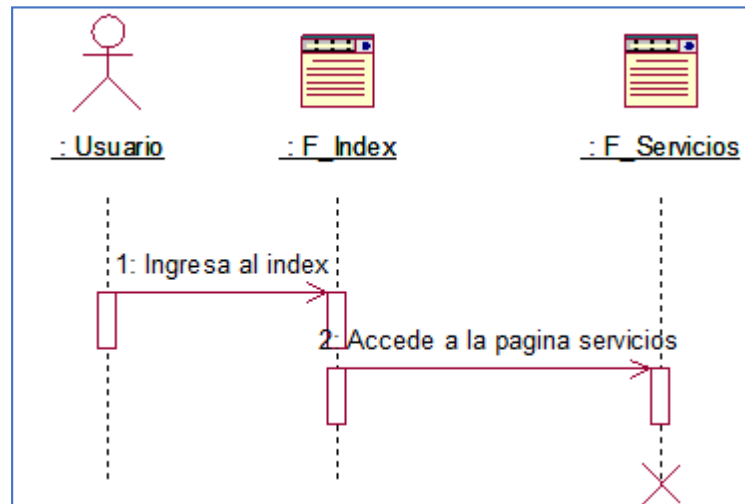 : Usuario
: F_Index
: F_Servicios
1: Ingresa al index
2: Accede a la pagina servicios